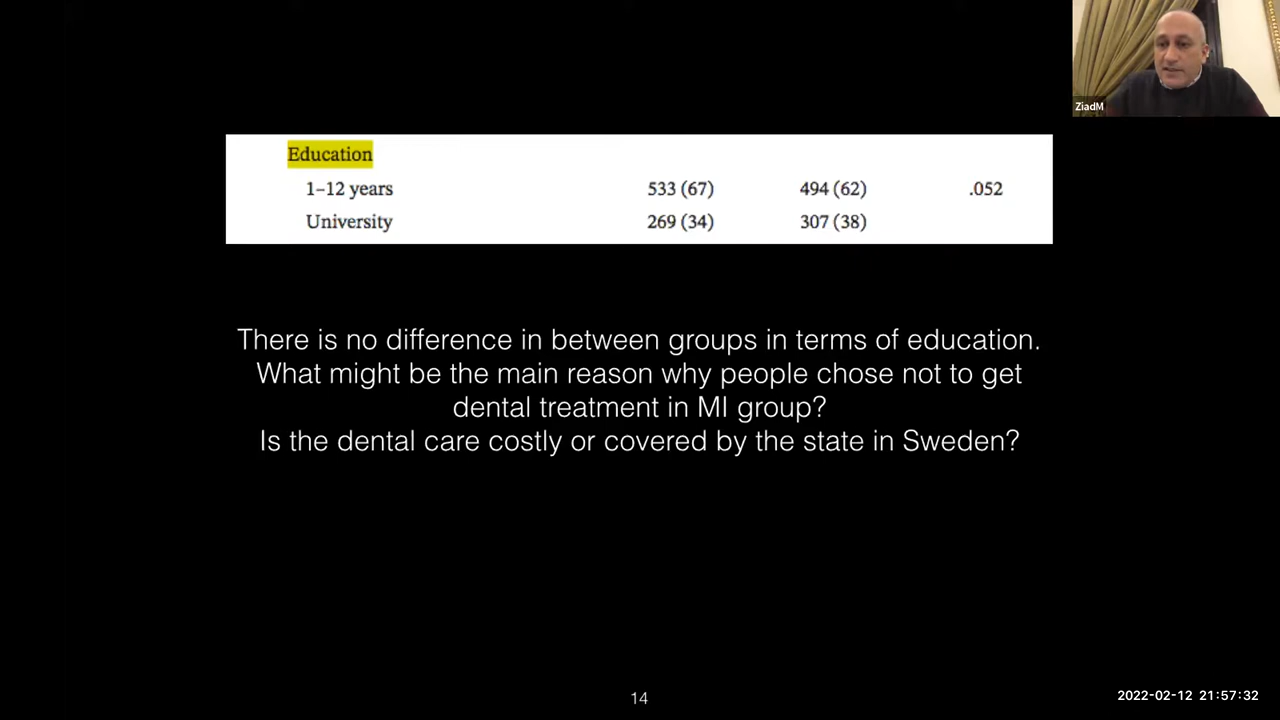 ZiadM
Education
1–12 years 533 (67) 494 (62) .052
University 269 (34) 307 (38)
There is no difference in between groups in terms of education.
What might be the main reason why people chose not to get
dental treatment in MI group?
Is the dental care costly or covered by the state in Sweden?
14
2022-02-12 21:57:32